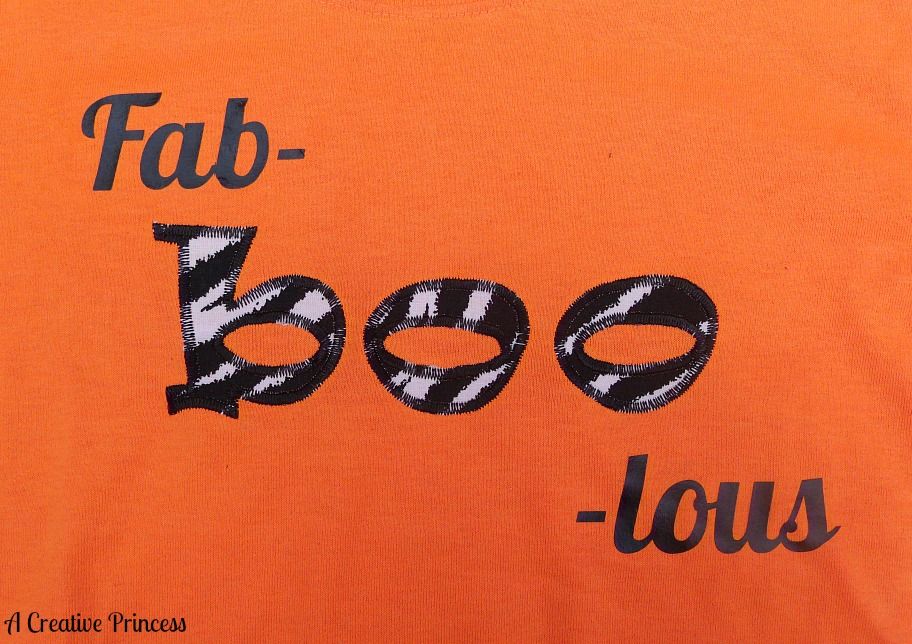 Fab-
boo
-lous
A Creative Princess